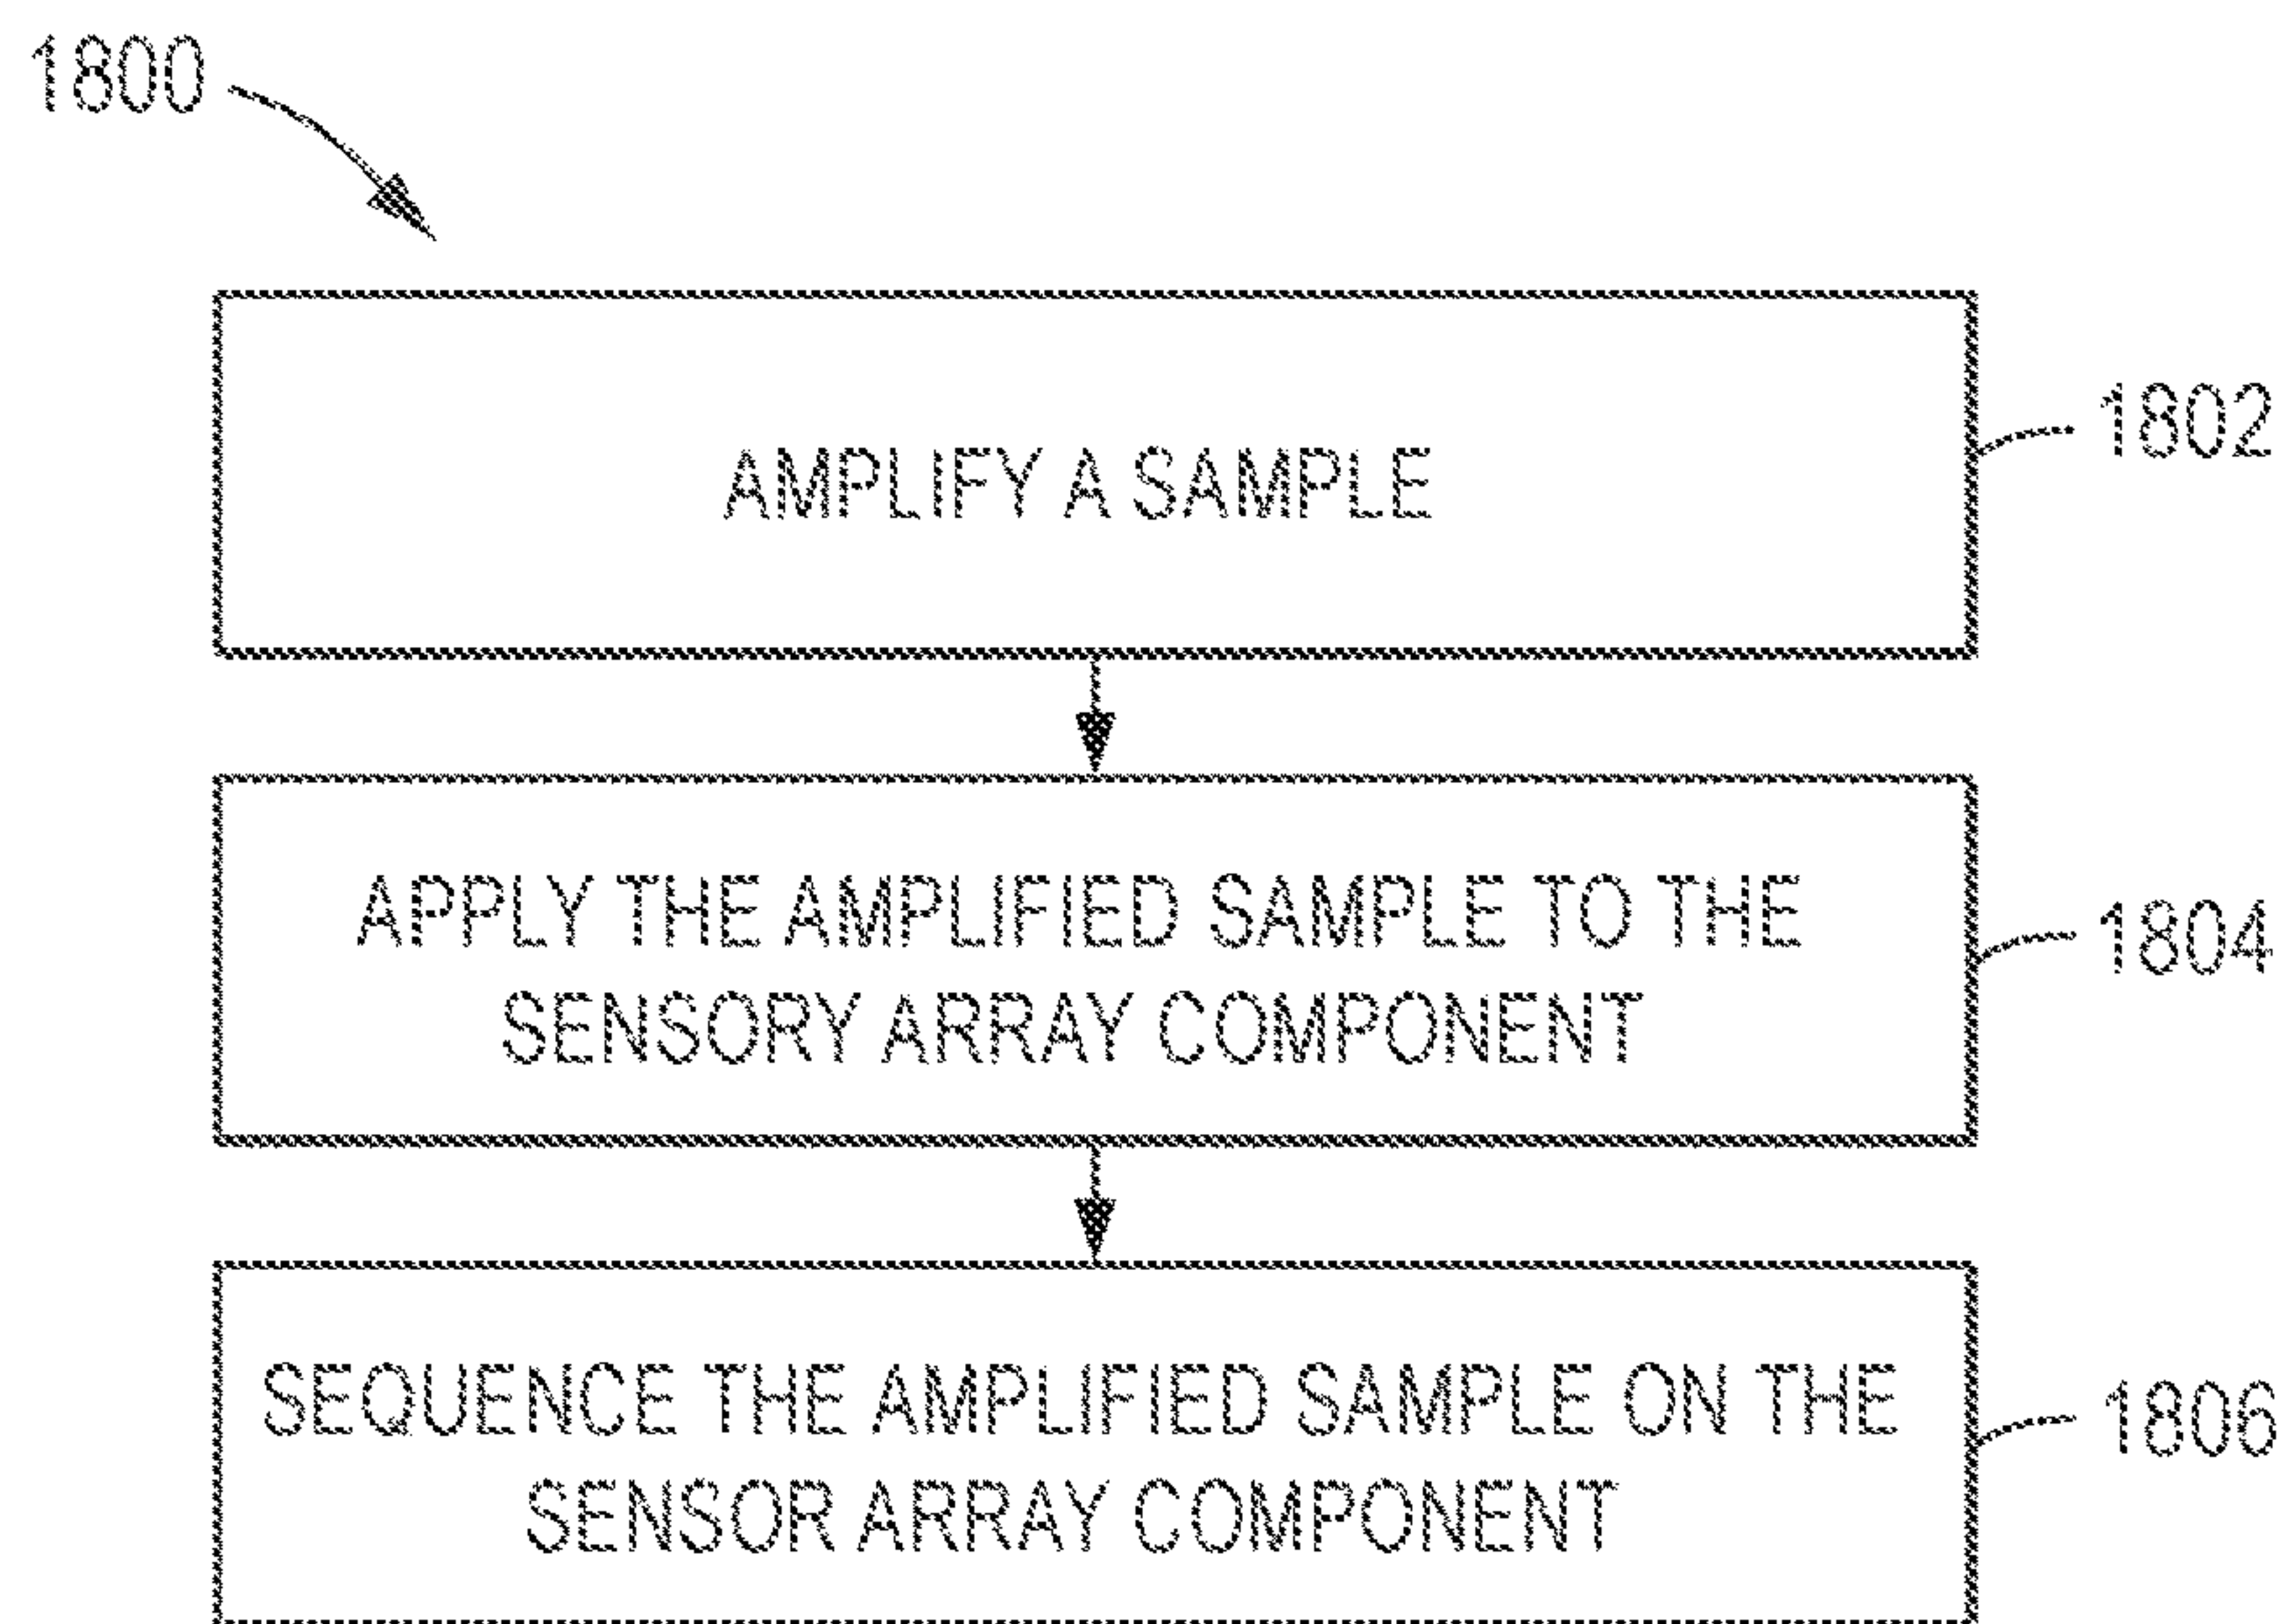 1800
AMPLIFY A SAMPLE
1802
APPLY THE AMPLIFIED SAMPLE TO THE
SENSORY ARRAY COMPONENT
1804
SEQUENCE THE AMPLIFIED SAMPLE ON THE
SENSOR ARRAY COMPONENT
1806